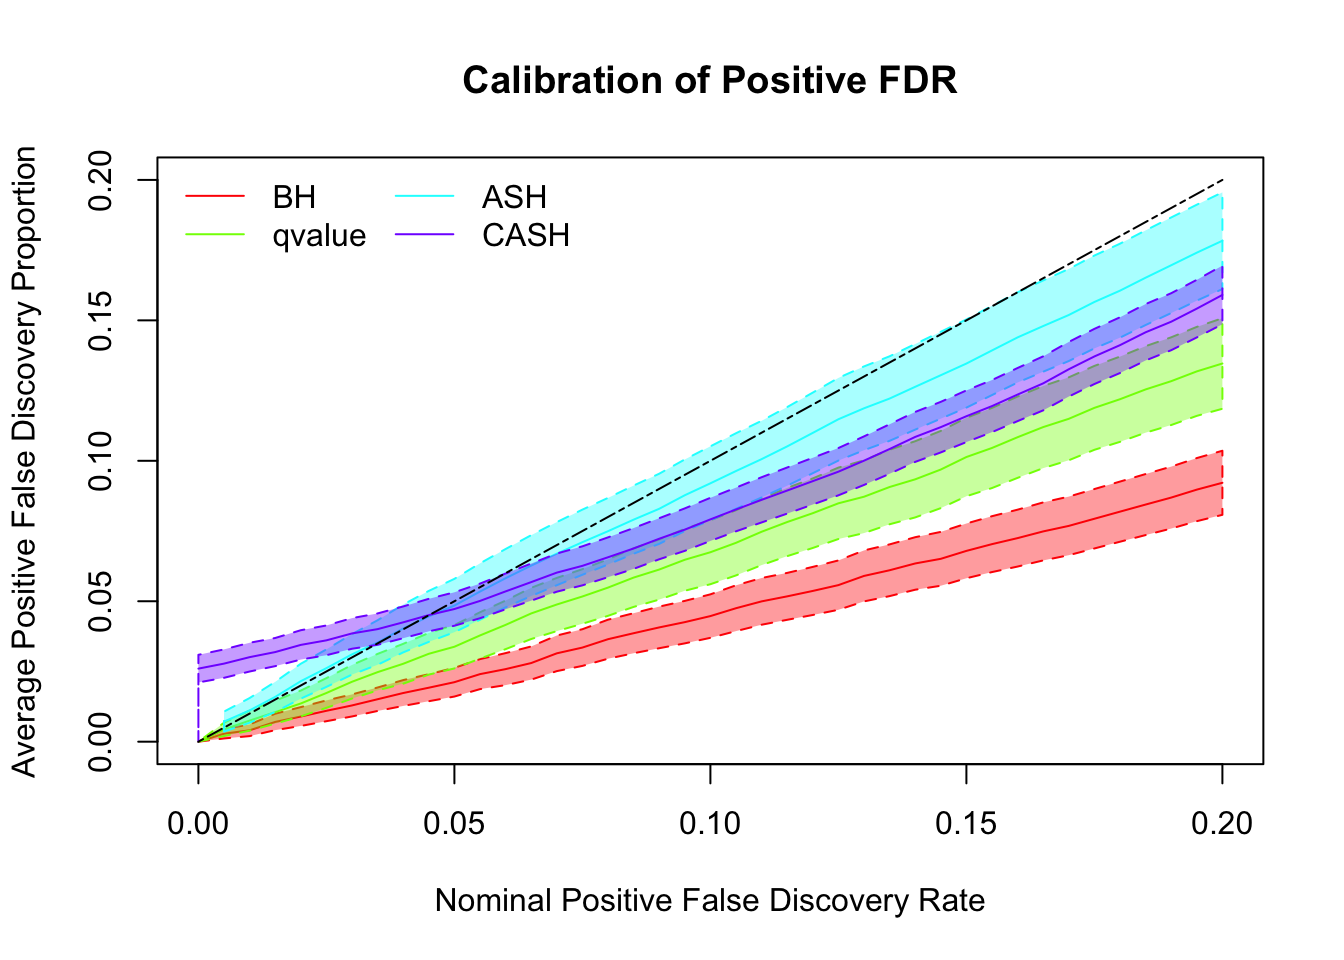 Calibration of Positive FDR
Average Positive False Discovery Proportion
0.20
0.15
0.10
0.05
0.00
BH
qvalue
ASH
CASH
0.00 0.05 0.10 0.15 0.20
Nominal Positive False Discovery Rate